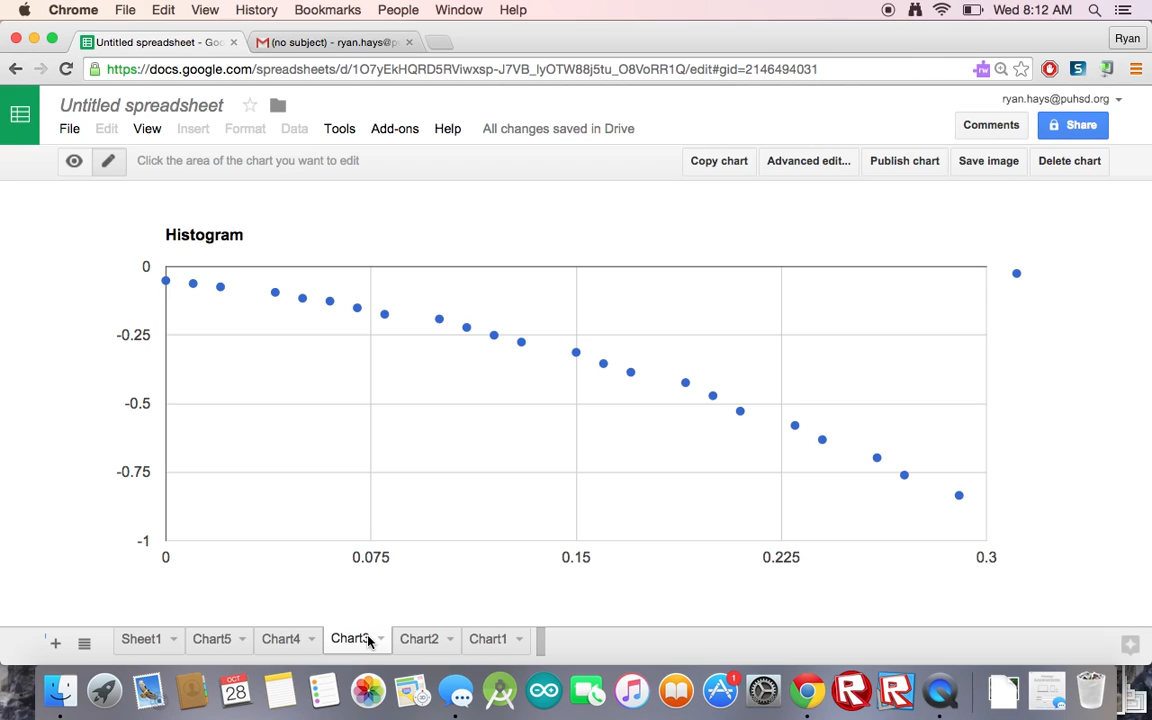 Chrome File Edit View History Bookmarks People Window Help Wed 8:12 AM
Untitled spreadsheet - Goo (no subject) - ryan.hays@p Ryan
https://docs.google.com/spreadsheets/d/1O7yEkHQRD5RViwxsp-J7VB_lyOTW88j5tu_O8VoRR1Q/edit#gid=2146494031
Untitled spreadsheet ryan.hays@puhsd.org
File Edit View Insert Format Data Tools Add-ons Help All changes saved in Drive Comments Share
Click the area of the chart you want to edit Copy chart Advanced edit... Publish chart Save image Delete chart
Histogram
0
-0.25
-0.5
-0.75
-1
0 0.075 0.15 0.225 0.3
Sheet1 Chart5 Chart4 Chart3 Chart2 Chart1
OCT
28
1